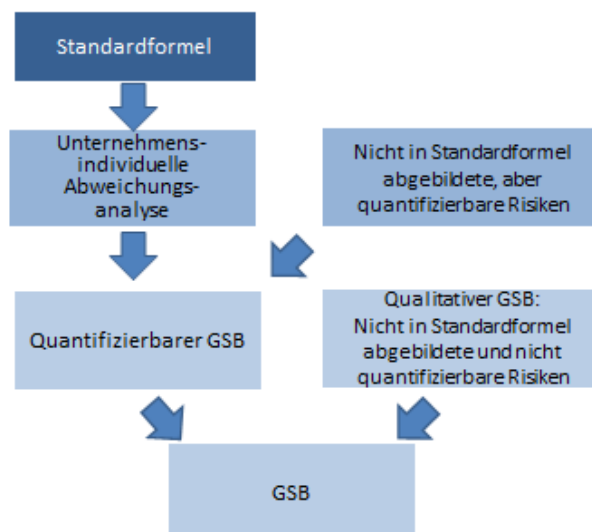 Standardformel
Unternehmens-
individuelle
Abweichungs-
analyse
Nicht in Standardformel
abgebildete, aber
quantifizierbare Risiken
Quantifizierbarer GSB
Qualitativer GSB:
Nicht in Standardformel
abgebildete und nicht
quantifizierbare Risiken
GSB